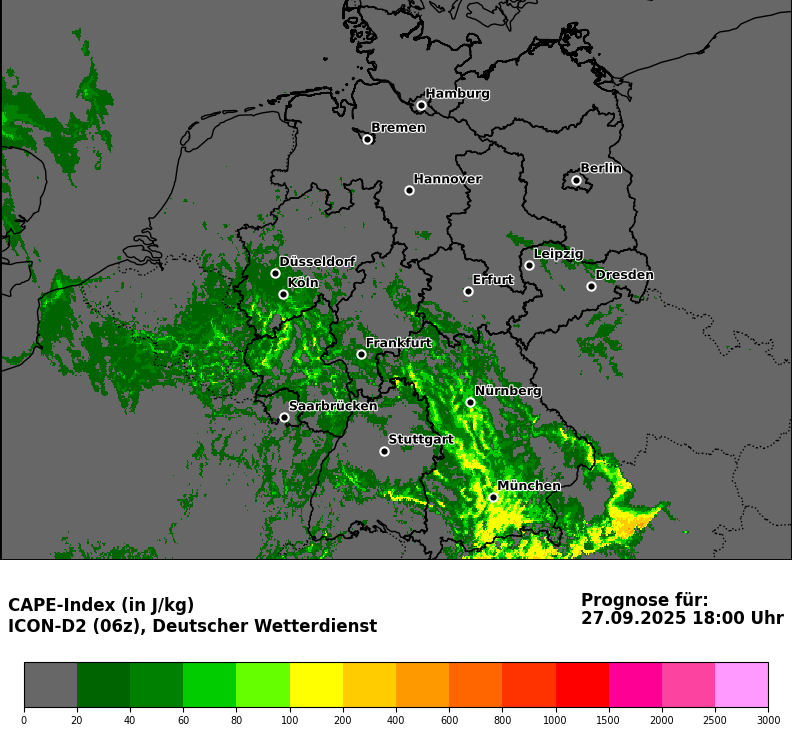 Hamburg
Bremen
Berlin
Hannover
Leipzig
Düsseldorf
Dresden
Köln
Erfurt
Frankfurt
Nürnberg
Saarbrücken
Stuttgart
München
CAPE-Index (in J/kg)
ICON-D2 (06z), Deutscher Wetterdienst
Prognose für:
27.09.2025 18:00 Uhr
0 20 40 60 80 100 200 400 600 800 1000 1500 2000 2500 3000